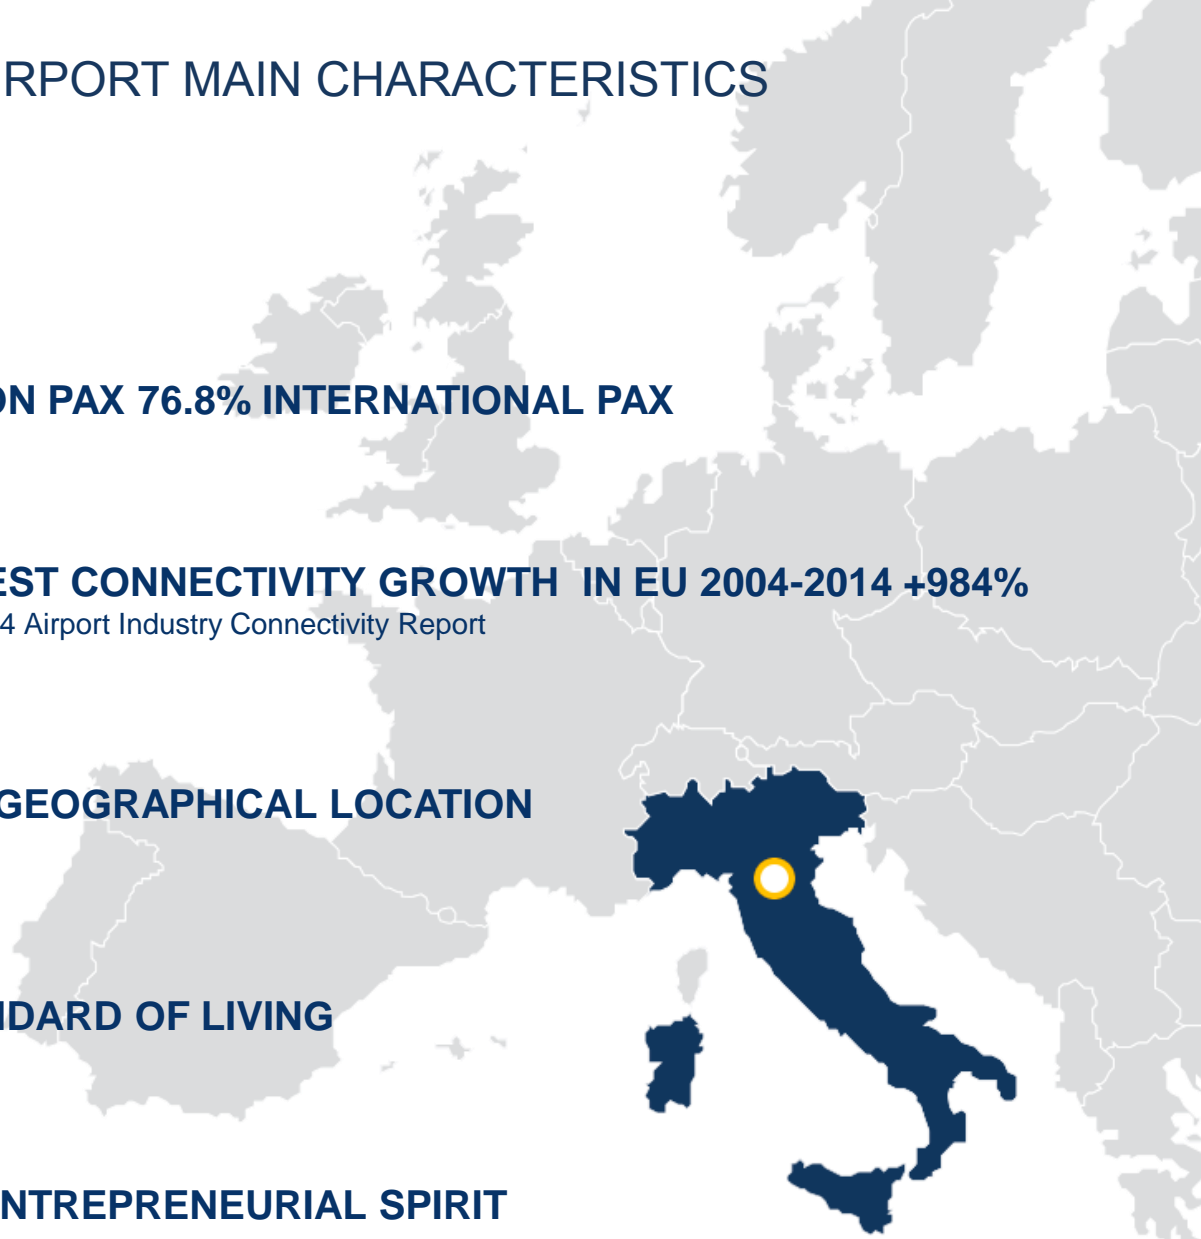 RPORT MAIN CHARACTERISTICS
ON PAX 76.8% INTERNATIONAL PAX
EST CONNECTIVITY GROWTH IN EU 2004-2014 +984%
4 Airport Industry Connectivity Report
GEOGRAPHICAL LOCATION
NDARD OF LIVING
NTREPRENEURIAL SPIRIT